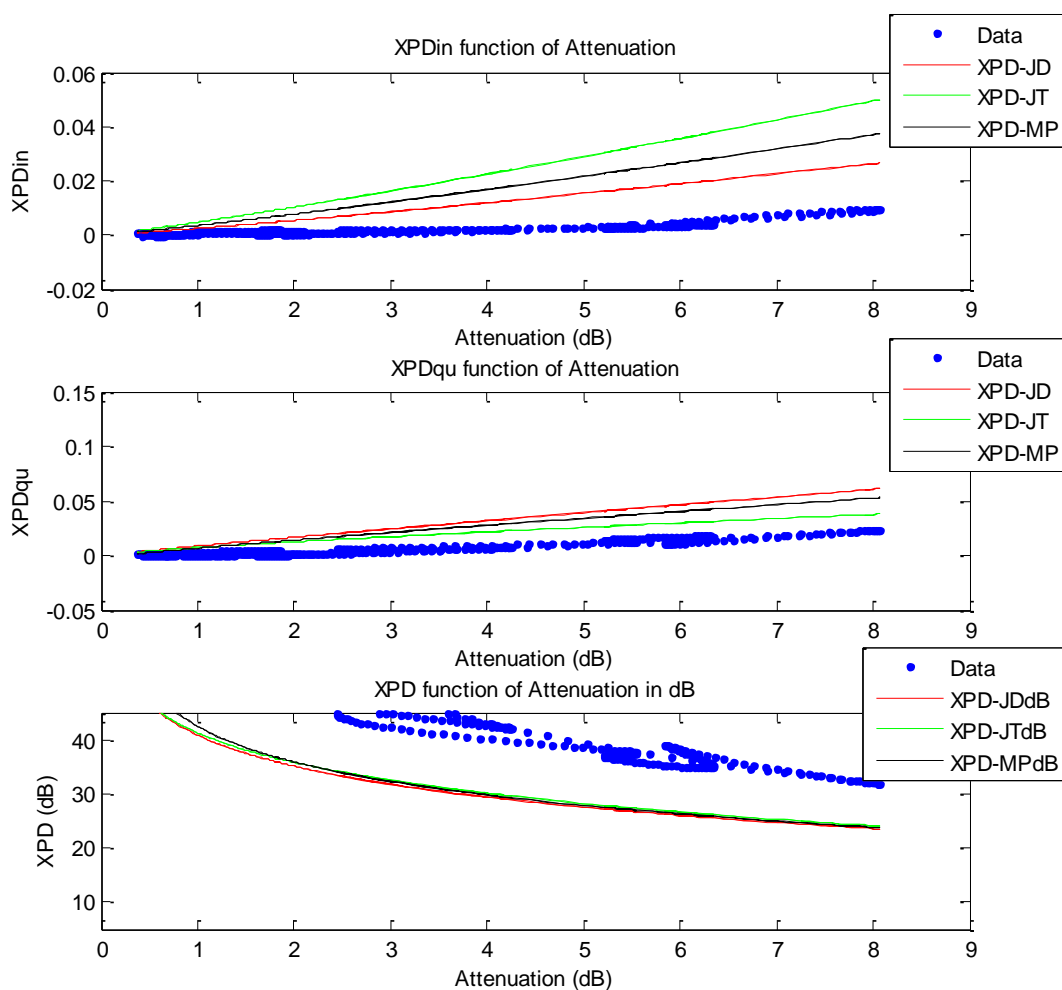 XPDin function of Attenuation
Data
XPD-JD
XPD-JT
XPD-MP
0.06
0.04
0.02
0
-0.02
XPDin
0 1 2 3 4 5 6 7 8 9
Attenuation (dB)
XPDqu function of Attenuation
Data
XPD-JD
XPD-JT
XPD-MP
0.15
0.1
0.05
0
-0.05
XPDqu
0 1 2 3 4 5 6 7 8 9
Attenuation (dB)
XPD function of Attenuation in dB
Data
XPD-JDdB
XPD-JTdB
XPD-MPdB
40
30
20
10
XPD (dB)
0 1 2 3 4 5 6 7 8 9
Attenuation (dB)